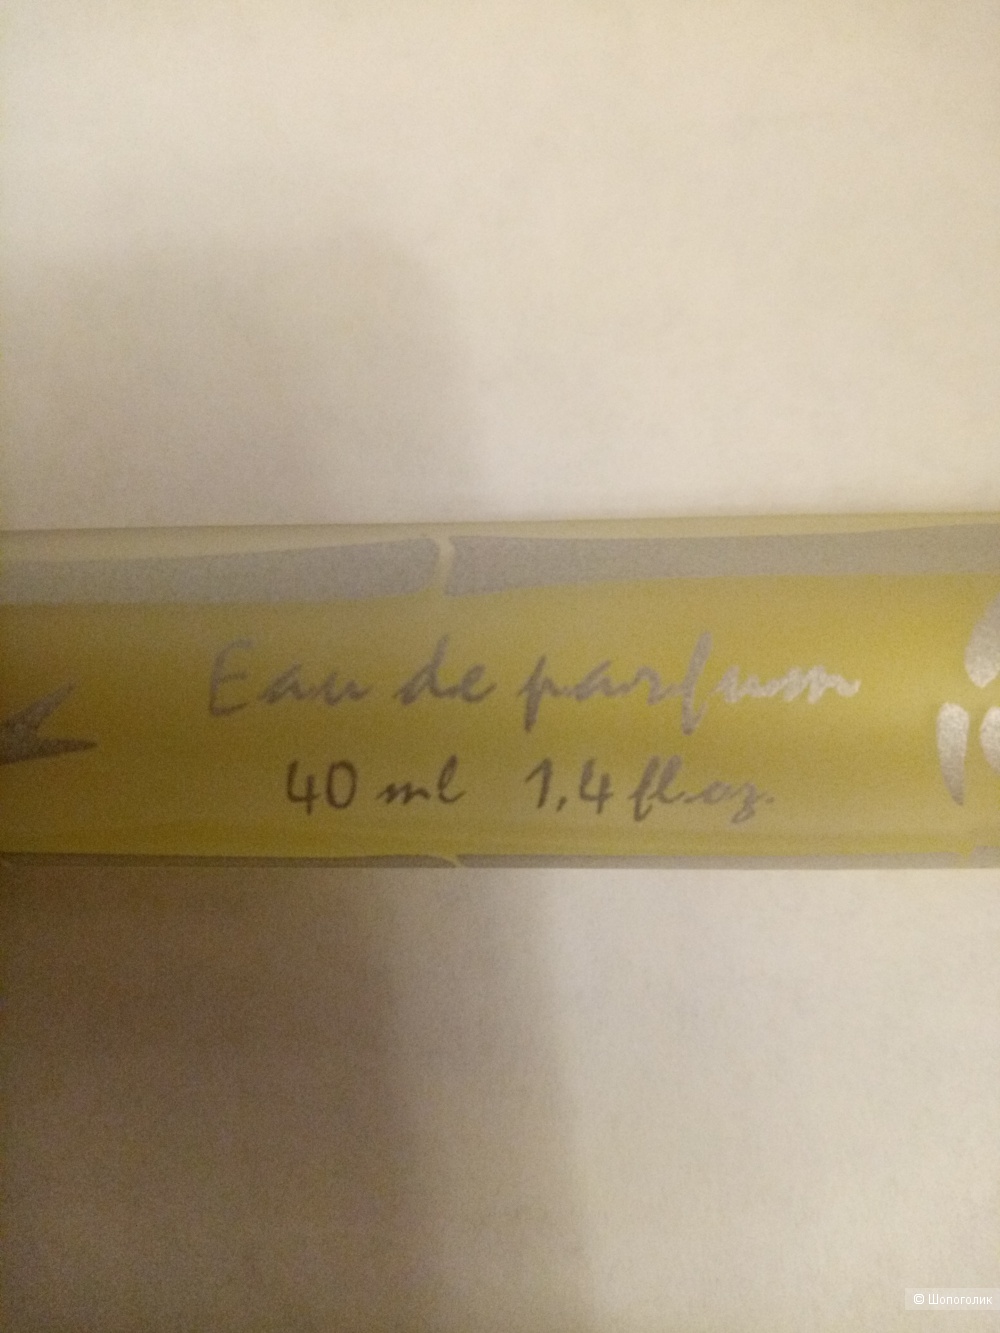 Eau de parfum
40 ml 1,4 fl.oz.
© Шопоголик